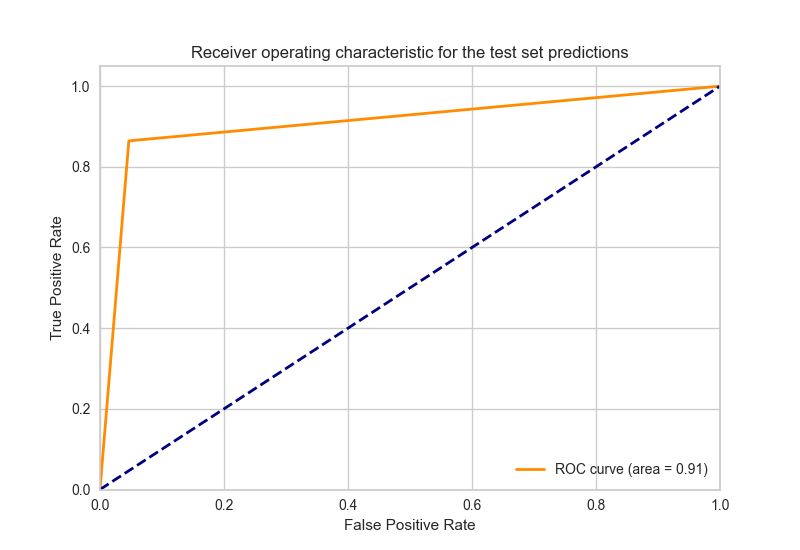 Receiver operating characteristic for the test set predictions
1.0
0.8
0.6
0.4
0.2
0.0
True Positive Rate
ROC curve (area = 0.91)
0.0 0.2 0.4 0.6 0.8 1.0
False Positive Rate